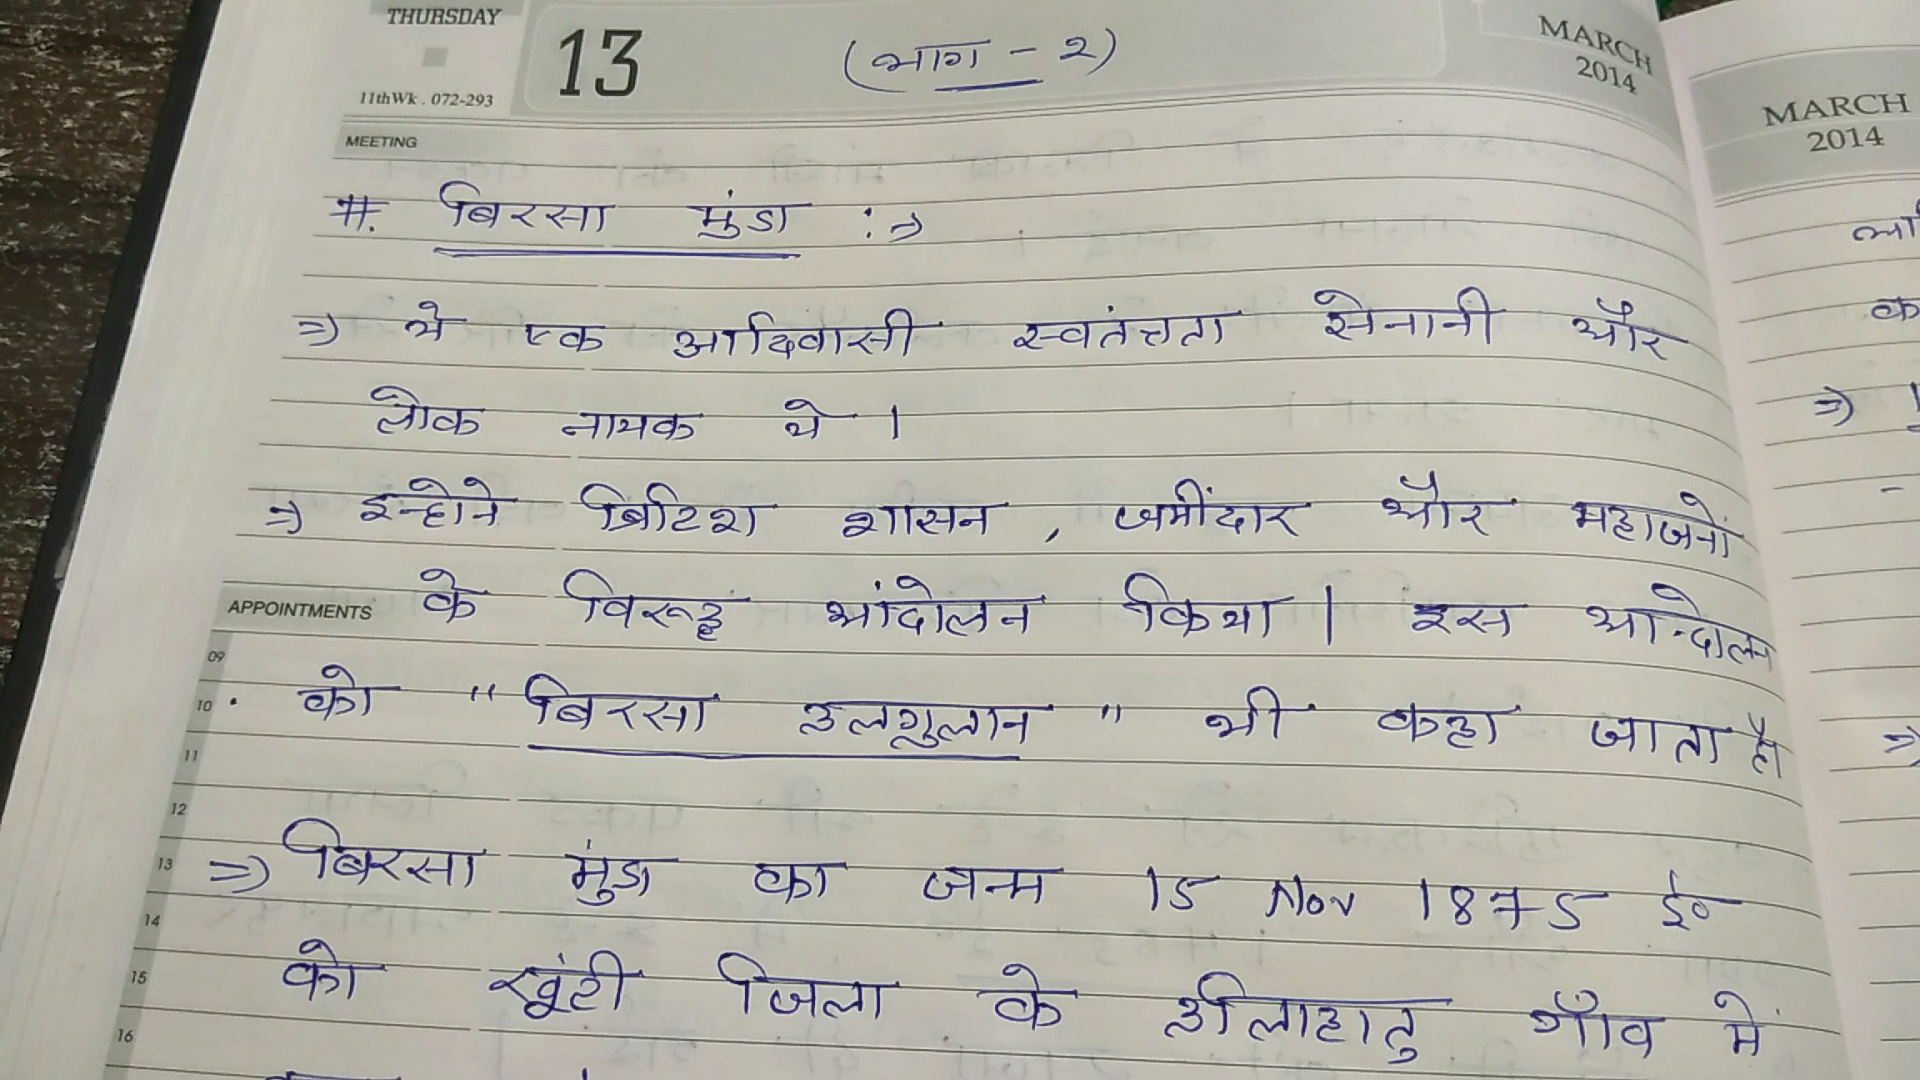 THURSDAY
13
(भाग - २)
MARCH
2014
11thWk . 072-293
MARCH
2014
MEETING
#. बिरसा मुंडा :⇒
⇒ ये एक आदिवासी स्वतंत्रता सेनानी और
लोक नायक थे ।
⇒ इन्होने ब्रिटिश शासन , जमींदार और महाजनों
APPOINTMENTS के विरूद्ध आंदोलन किया | इस आन्दोलन
09
10 को " बिरसा उलगुलान " भी कहा जाता है।
11
12
13 ⇒ बिरसा मुंडा का जन्म 15 Nov 1875 ई०
14
15 को खूंटी जिला के उलीहातु गाँव में
16